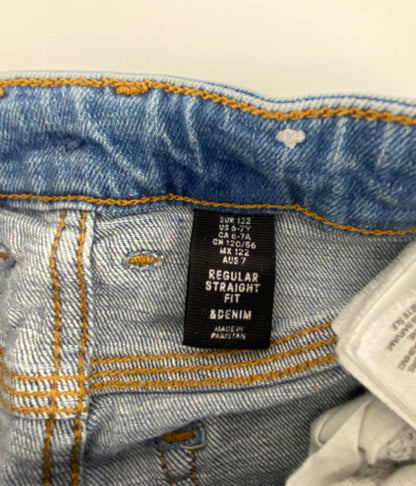 EUR 122
US 6-7Y
CA 6-7A
CN 120/56
MX 122
AUS 7
REGULAR
STRAIGHT
FIT
&DENIM
MADE IN
PAKISTAN